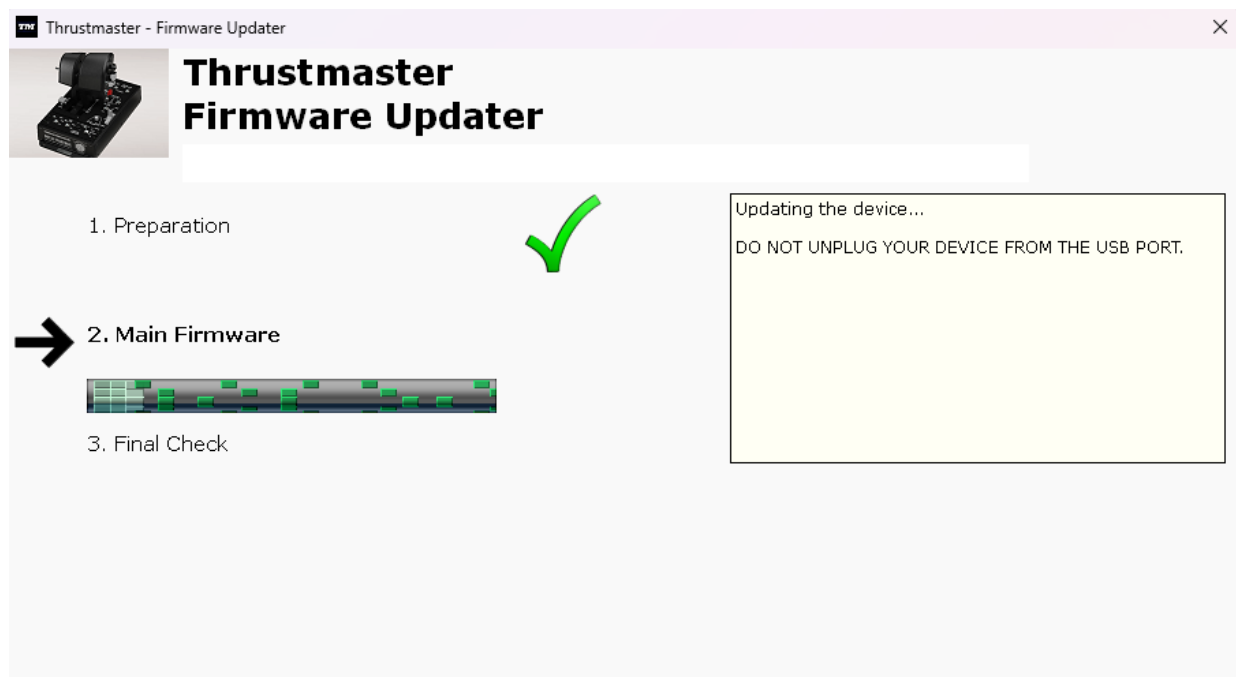 TM Thrustmaster - Firmware Updater
Thrustmaster
Firmware Updater
1. Preparation
2. Main Firmware
3. Final Check
Updating the device...
DO NOT UNPLUG YOUR DEVICE FROM THE USB PORT.